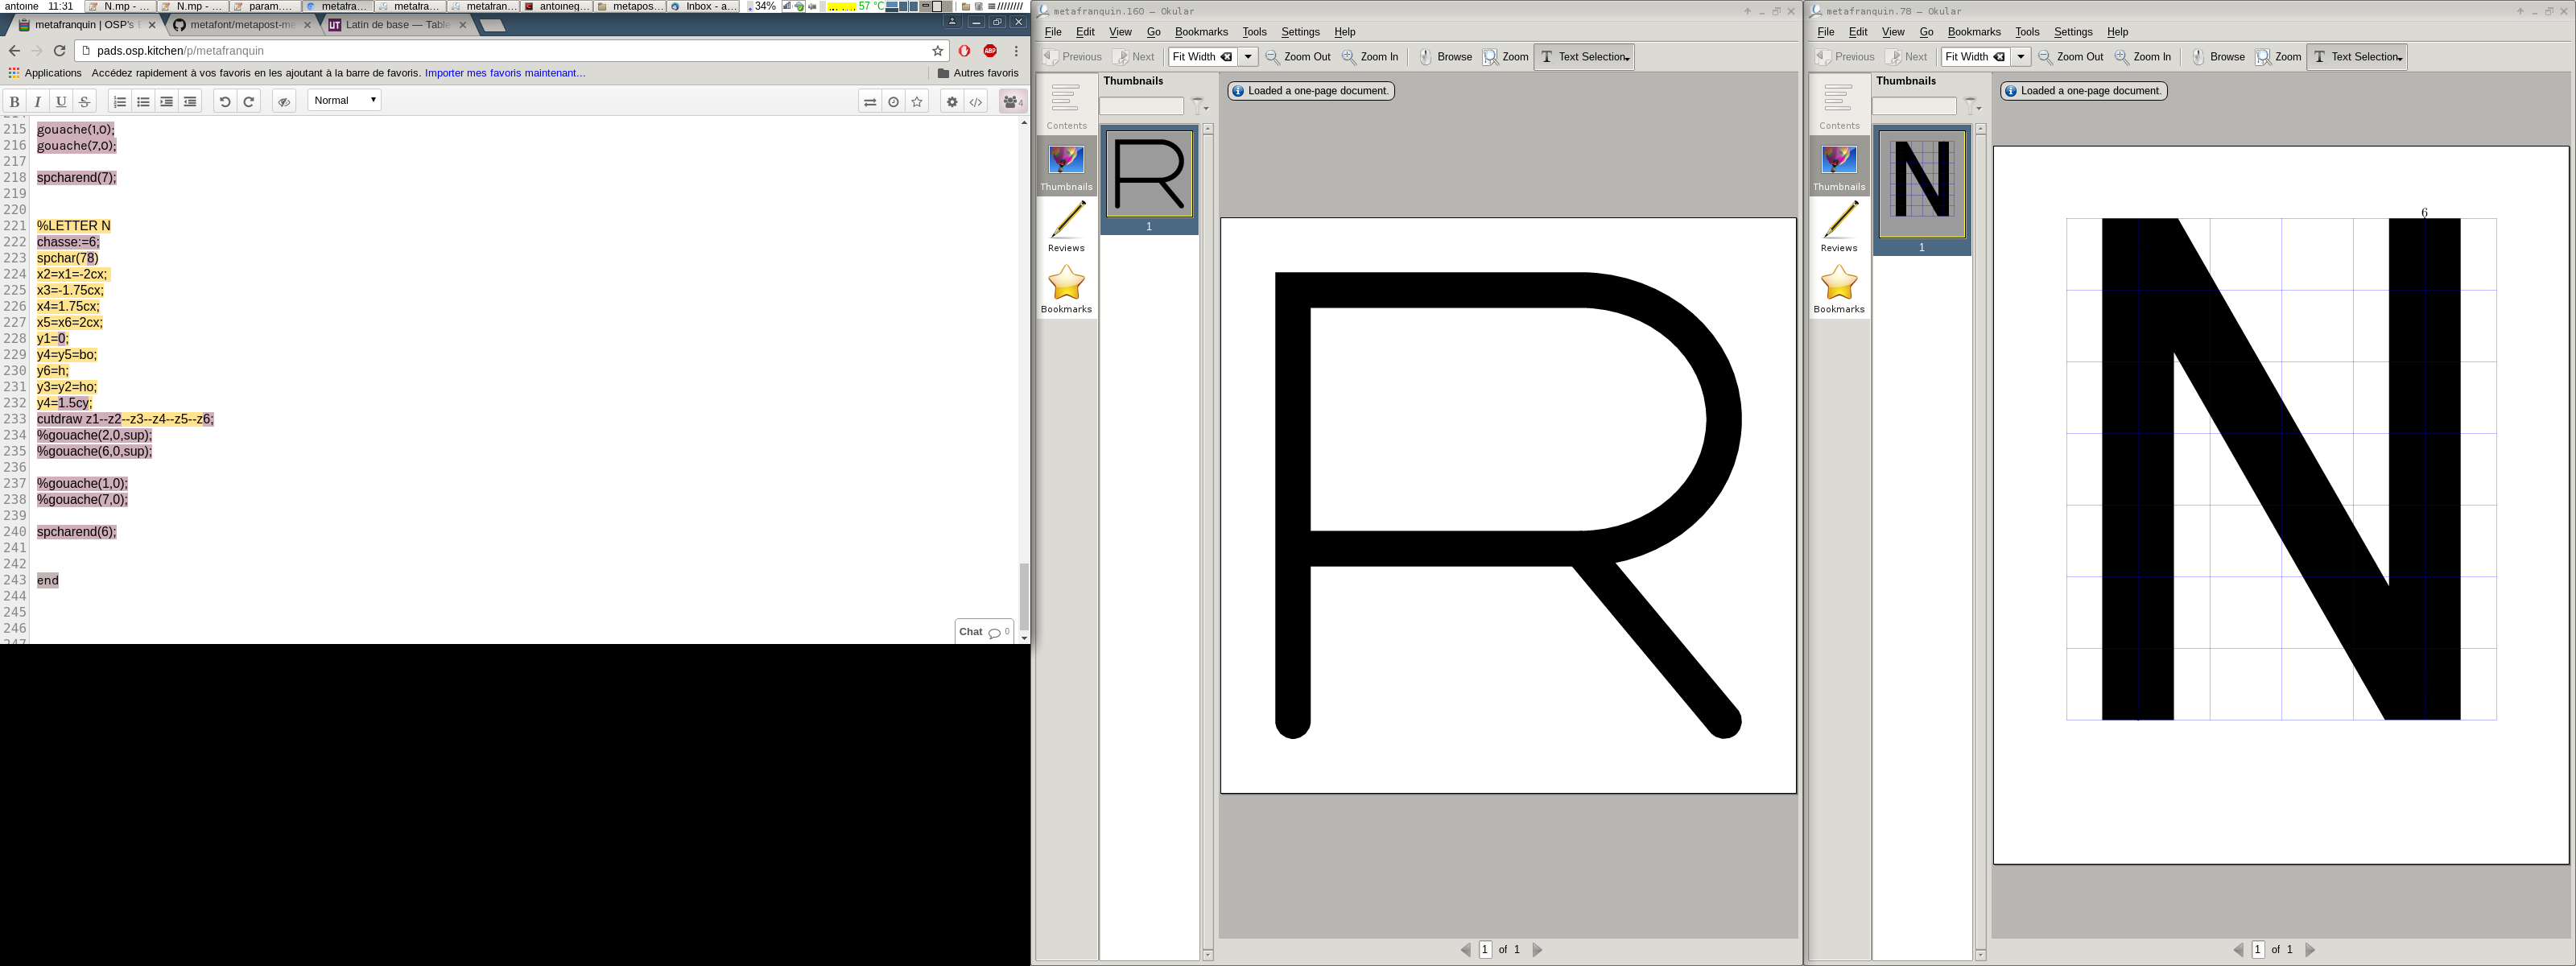 antoine 11:31 N.mp - ... N.mp - ... param.... metafra... metafra... metafran... antoineg... metapos... Inbox - a... 34% 57 °C
metafranquin | OSP's
metafont/metapost-me
Latin de base — Table
pads.osp.kitchen/p/metafranquin
Applications Accédez rapidement à vos favoris en les ajoutant à la barre de favoris. Importer mes favoris maintenant... Autres favoris
B I U S Normal 4
215 gouache(1,0);
216 gouache(7,0);
217
218 spcharend(7);
219
220
221 %LETTER N
222 chasse:=6;
223 spchar(78)
224 x2=x1=-2cx;
225 x3=-1.75cx;
226 x4=1.75cx;
227 x5=x6=2cx;
228 y1=0;
229 y4=y5=bo;
230 y6=h;
231 y3=y2=ho;
232 y4=1.5cy;
233 cutdraw z1--z2--z3--z4--z5--z6;
234 %gouache(2,0,sup);
235 %gouache(6,0,sup);
236
237 %gouache(1,0);
238 %gouache(7,0);
239
240 spcharend(6);
241
242
243 end
244
245
246
Chat 0
metafranquin.160 — Okular
File Edit View Go Bookmarks Tools Settings Help
Previous Next Fit Width Zoom Out Zoom In Browse Zoom Text Selection
Thumbnails
Loaded a one-page document.
Contents
Thumbnails
Reviews
Bookmarks
R
1
R
1 of 1
metafranquin.78 — Okular
File Edit View Go Bookmarks Tools Settings Help
Previous Next Fit Width Zoom Out Zoom In Browse Zoom Text Selection
Thumbnails
Loaded a one-page document.
Contents
Thumbnails
Reviews
Bookmarks
N
1
6
N
1 of 1